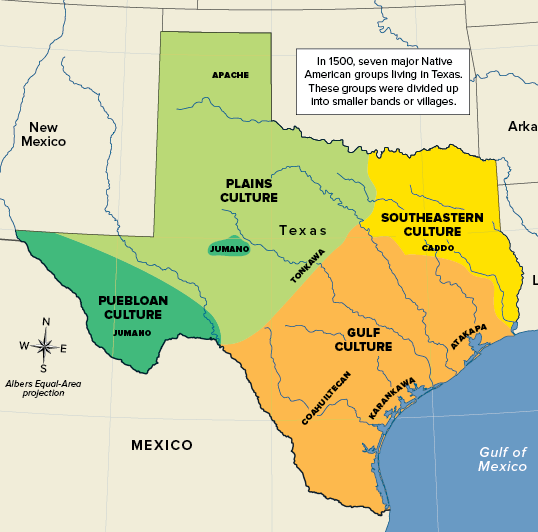 In 1500, seven major Native
American groups living in Texas.
These groups were divided up
into smaller bands or villages.
APACHE
New
Mexico
Arka
PLAINS
CULTURE
Texas
SOUTHEASTERN
CULTURE
CADDO
JUMANO
TONKAWA
L
PUEBLOAN
CULTURE
JUMANO
GULF
CULTURE
ATAKAPA
N
W
E
S
Albers Equal-Area
projection
COAHUILTECAN
KARANKAWA
MEXICO
Gulf of
Mexico